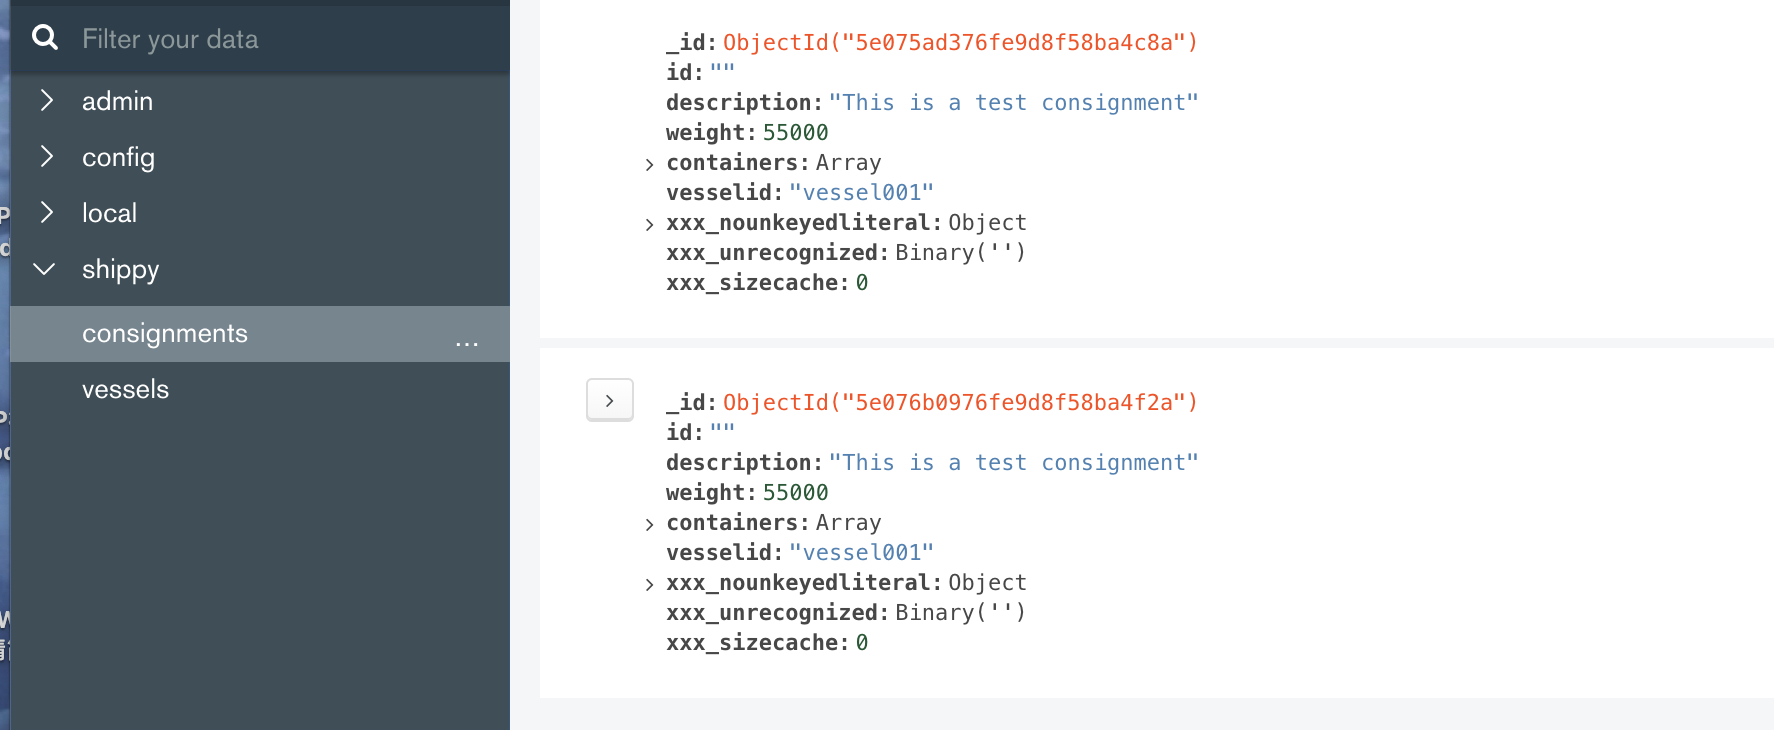 Filter your data
admin
config
local
shippy
consignments ...
vessels
_id: ObjectId("5e075ad376fe9d8f58ba4c8a")
id: ""
description: "This is a test consignment"
weight: 55000
containers: Array
vesselid: "vessel001"
xxx_nounkeyedliteral: Object
xxx_unrecognized: Binary('')
xxx_sizecache: 0
_id: ObjectId("5e076b0976fe9d8f58ba4f2a")
id: ""
description: "This is a test consignment"
weight: 55000
containers: Array
vesselid: "vessel001"
xxx_nounkeyedliteral: Object
xxx_unrecognized: Binary('')
xxx_sizecache: 0